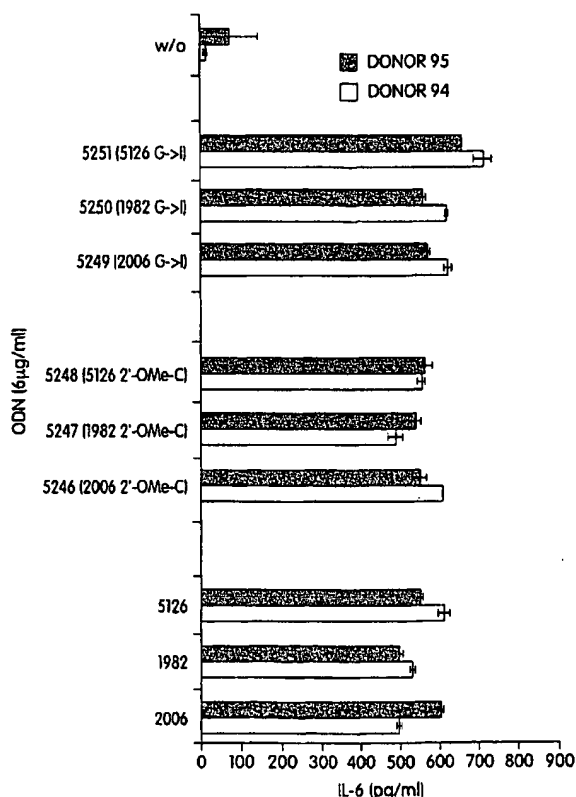 w/o
DONOR 95
DONOR 94
5251 (5126 G->I)
5250 (1982 G->I)
5249 (2006 G->I)
ODN (6µg/ml)
5248 (5126 2'-OMe-C)
5247 (1982 2'-OMe-C)
5246 (2006 2'-OMe-C)
5126
1982
2006
0 100 200 300 400 500 600 700 800 900
IL-6 (pg/ml)